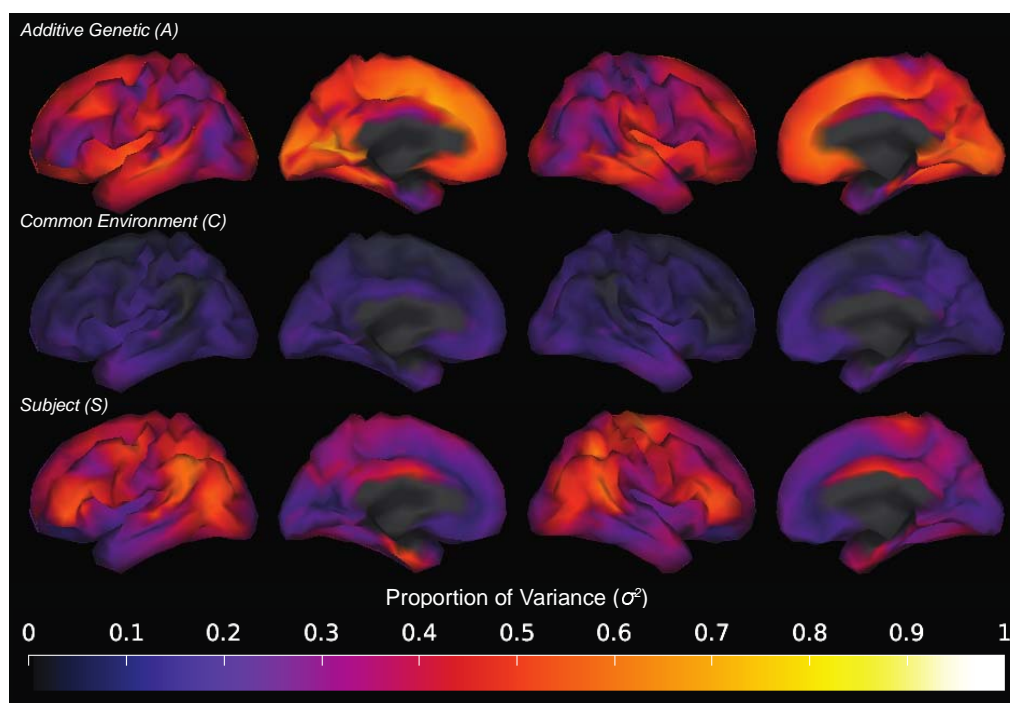 Additive Genetic (A)
Common Environment (C)
Subject (S)
Proportion of Variance (σ²)
0 0.1 0.2 0.3 0.4 0.5 0.6 0.7 0.8 0.9 1